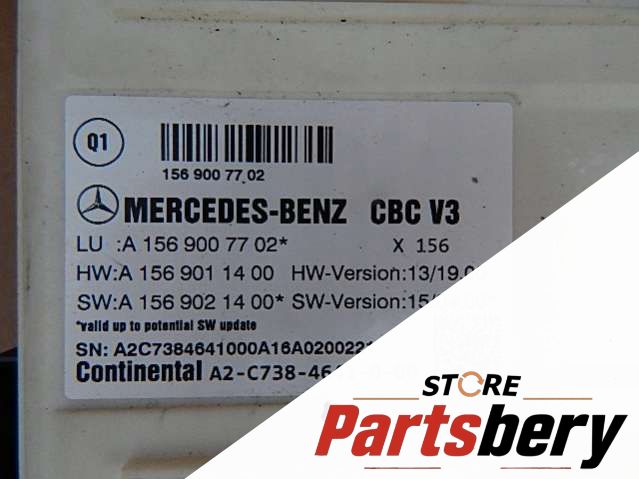 Q1
156 900 77 02
MERCEDES-BENZ CBC V3
LU :A 156 900 77 02* X 156
HW:A 156 901 14 00 HW-Version:13/19.0
SW:A 156 902 14 00* SW-Version:15/
*valid up to potential SW update
SN: A2C7384641000A16A020022
Continental A2-C738-46
STORE
Partsbery